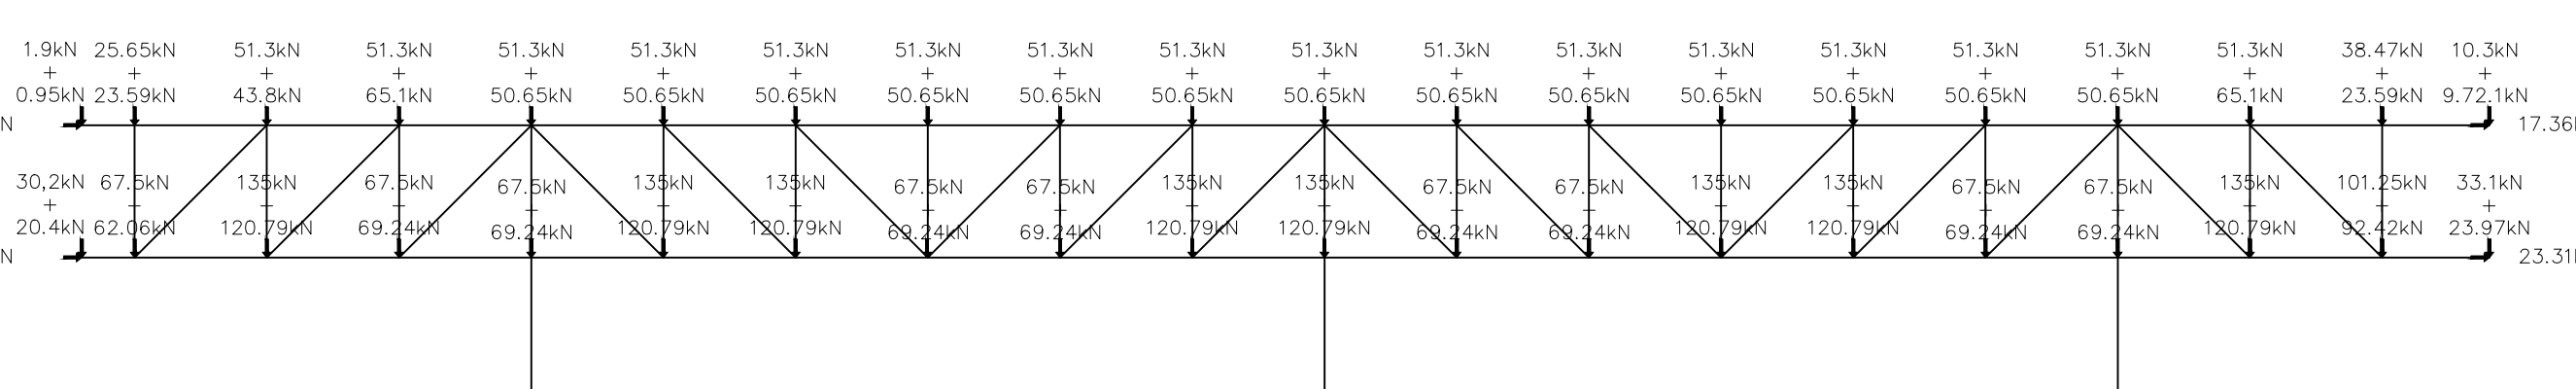 1.9kN 25.65kN 51.3kN 51.3kN 51.3kN 51.3kN 51.3kN 51.3kN 51.3kN 51.3kN 51.3kN 51.3kN 51.3kN 51.3kN 51.3kN 51.3kN 51.3kN 51.3kN 38.47kN 10.3kN
+ + + + + + + + + + + + + + + + + + + +
0.95kN 23.59kN 43.8kN 65.1kN 50.65kN 50.65kN 50.65kN 50.65kN 50.65kN 50.65kN 50.65kN 50.65kN 50.65kN 50.65kN 50.65kN 50.65kN 50.65kN 65.1kN 23.59kN 9.72.1kN
N 17.36k
30,2kN 67.5kN 135kN 67.5kN 67.5kN 135kN 135kN 67.5kN 67.5kN 135kN 135kN 67.5kN 67.5kN 135kN 135kN 67.5kN 67.5kN 135kN 101.25kN 33.1kN
+ + + + + + + + + + + + + + + + + + + +
20.4kN 62.06kN 120.79kN 69.24kN 69.24kN 120.79kN 120.79kN 69.24kN 69.24kN 120.79kN 120.79kN 69.24kN 69.24kN 120.79kN 120.79kN 69.24kN 69.24kN 120.79kN 92.42kN 23.97kN
N 23.31k